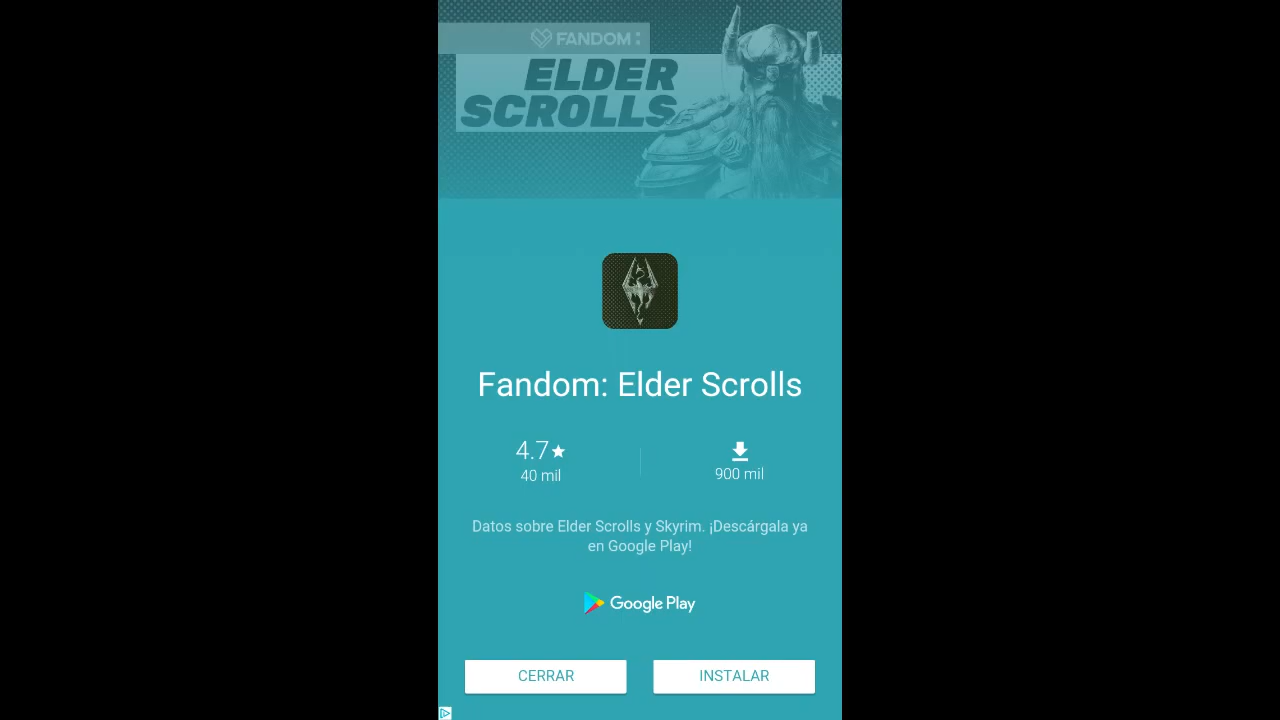 FANDOM
ELDER
SCROLLS
Fandom: Elder Scrolls
4.7★
40 mil
900 mil
Datos sobre Elder Scrolls y Skyrim. ¡Descárgala ya
en Google Play!
Google Play
CERRAR
INSTALAR